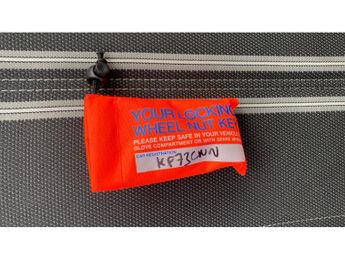 YOUR LOCKING
WHEEL NUT KE
PLEASE KEEP SAFE IN YOUR VEHICLE
GLOVE COMPARTMENT OR WITH SPARE WHEEL
CAR REGISTRATION
KF73CNN